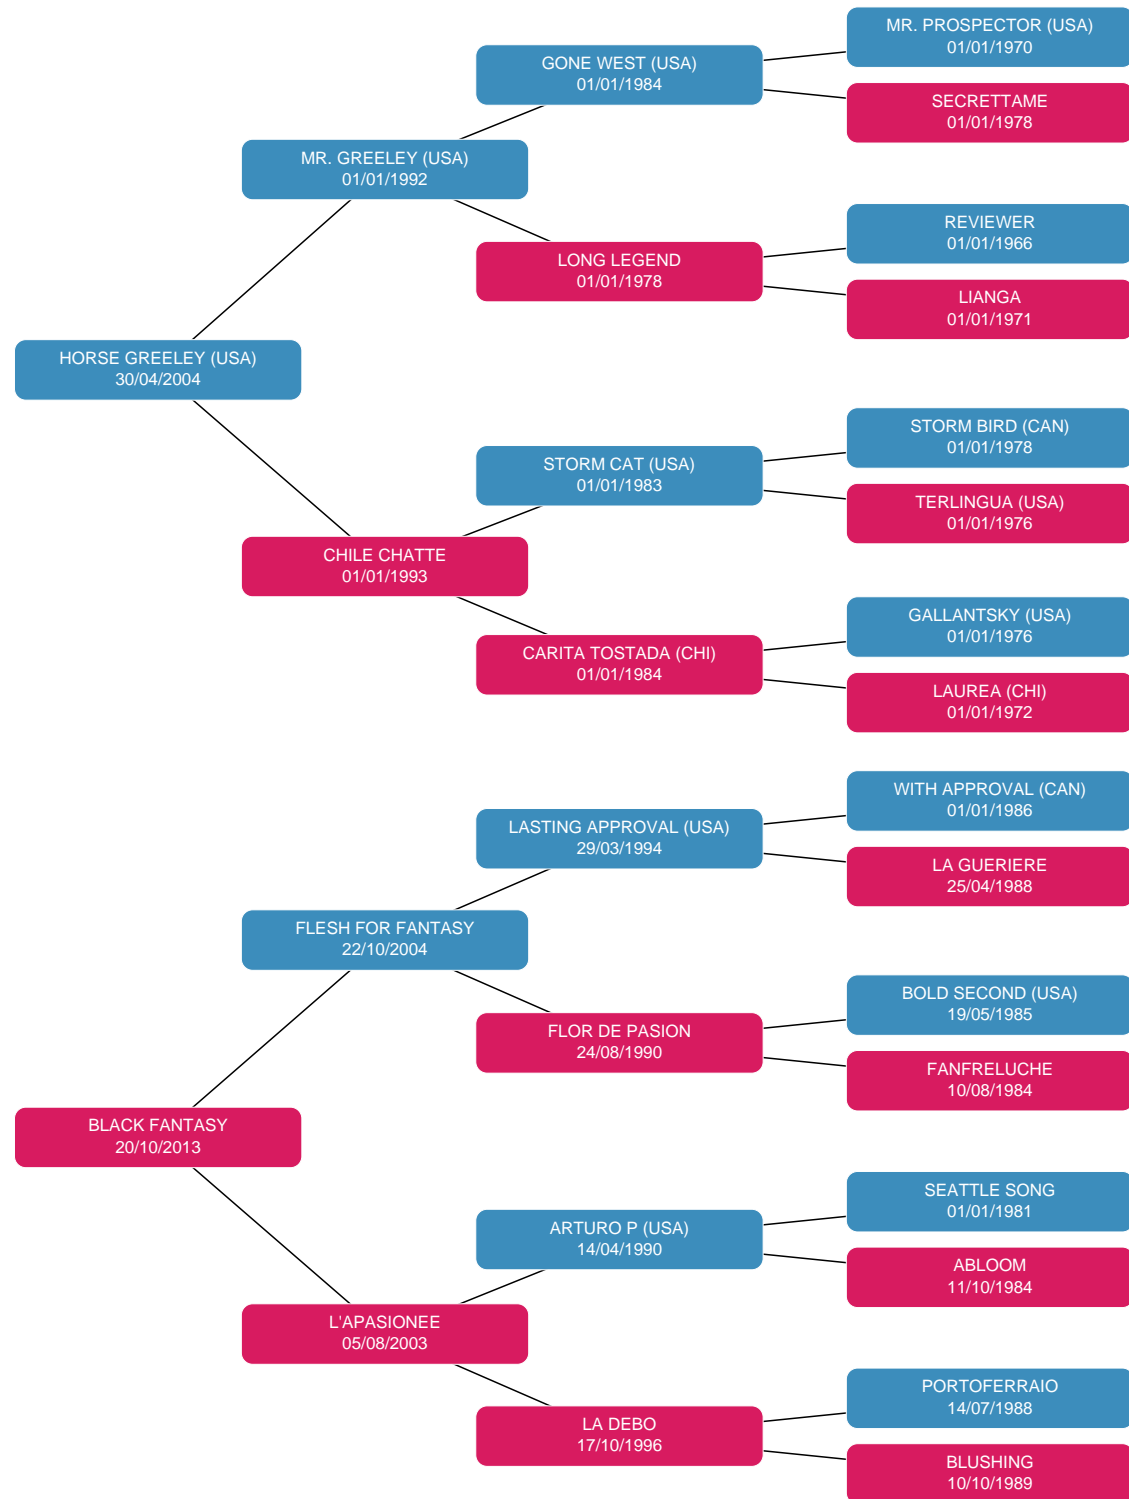 MR. PROSPECTOR (USA)
01/01/1970
GONE WEST (USA)
01/01/1984
SECRETTAME
01/01/1978
MR. GREELEY (USA)
01/01/1992
REVIEWER
01/01/1966
LONG LEGEND
01/01/1978
LIANGA
01/01/1971
HORSE GREELEY (USA)
30/04/2004
STORM BIRD (CAN)
01/01/1978
STORM CAT (USA)
01/01/1983
TERLINGUA (USA)
01/01/1976
CHILE CHATTE
01/01/1993
GALLANTSKY (USA)
01/01/1976
CARITA TOSTADA (CHI)
01/01/1984
LAUREA (CHI)
01/01/1972
WITH APPROVAL (CAN)
01/01/1986
LASTING APPROVAL (USA)
29/03/1994
LA GUERIERE
25/04/1988
FLESH FOR FANTASY
22/10/2004
BOLD SECOND (USA)
19/05/1985
FLOR DE PASION
24/08/1990
FANFRELUCHE
10/08/1984
BLACK FANTASY
20/10/2013
SEATTLE SONG
01/01/1981
ARTURO P (USA)
14/04/1990
ABLOOM
11/10/1984
L'APASIONEE
05/08/2003
PORTOFERRAIO
14/07/1988
LA DEBO
17/10/1996
BLUSHING
10/10/1989